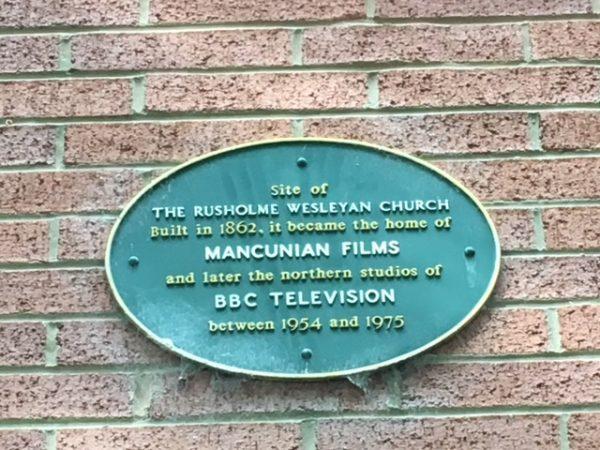 Site of
THE RUSHOLME WESLEYAN CHURCH
Built in 1862, it became the home of
MANCUNIAN FILMS
and later the northern studios of
BBC TELEVISION
between 1954 and 1975